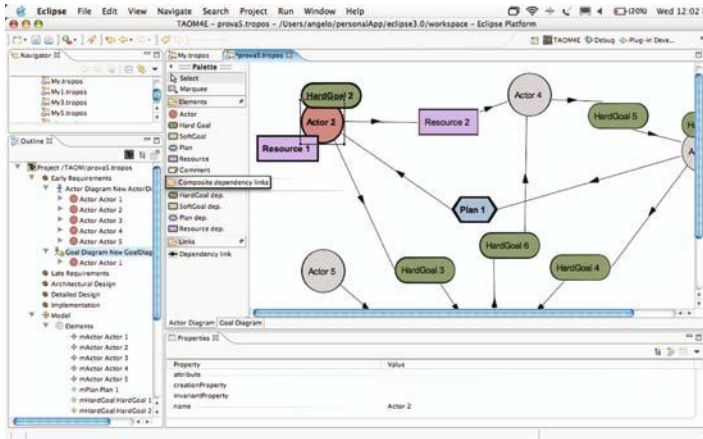 Eclipse File Edit View Navigate Search Project Run Window Help (20%) Wed 12:02
TAOM4E - prova5.tropos - /Users/angelo/personalApp/eclipse3.0/workspace - Eclipse Platform
TAOM4E Debug Plug-in Deve...
Navigator
My.tropos
My1.tropos
My3.tropos
My5.tropos
Outline
Project /TAOM/prova5.tropos
Early Requirements
Actor Diagram New ActorDi
Actor Actor 1
Actor Actor 2
Actor Actor 3
Actor Actor 4
Actor Actor 5
Goal Diagram New GoalDiag
Actor Actor 1
Late Requirements
Architectural Design
Detailed Design
Implementation
Model
Elements
mActor Actor 1
mActor Actor 2
mActor Actor 3
mActor Actor 4
mActor Actor 5
mPlan Plan 1
mHardGoal HardGoal 1
mHardGoal HardGoal 2
My.tropos *prova5.tropos
Palette
Select
Marquee
Elements
Actor
Hard Goal
SoftGoal
Plan
Resource
Comment
Composite dependency links
HardGoal dep.
SoftGoal dep.
Plan dep.
Resource dep.
Links
Dependency link
HardGoal 2
Actor 2
Resource 1
Resource 2
Actor 4
HardGoal 5
H
A
Plan 1
HardGoal 6
Actor 5
HardGoal 3
HardGoal 4
Actor Diagram Goal Diagram
Properties
Property Value
attribute
creationProperty
invariantProperty
name Actor 2